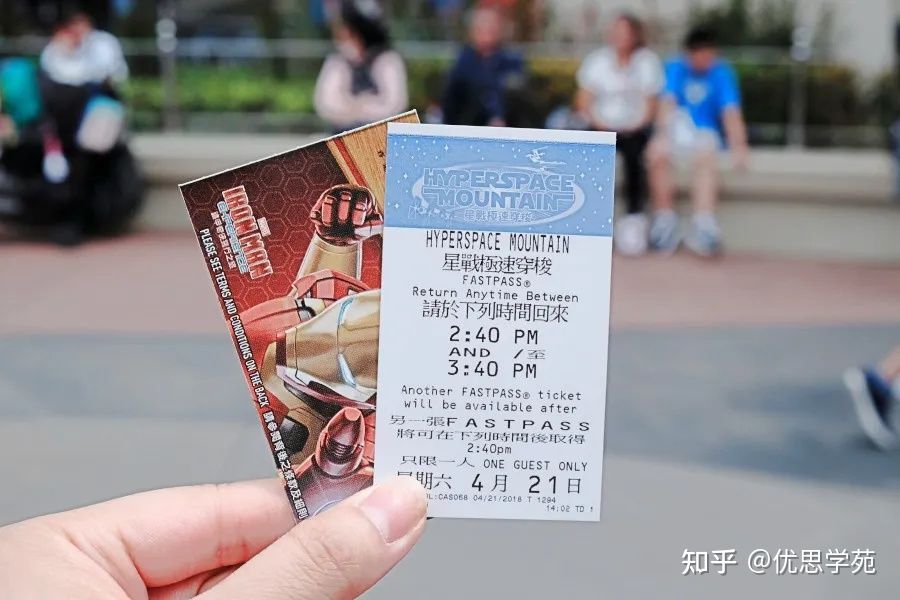 MARVEL
IRON MAN
EXPERIENCE
PLEASE SEE TERMS AND CONDITIONS ON THE BACK
HYPERSPACE
MOUNTAIN
星戰極速穿梭
HYPERSPACE MOUNTAIN
星戰極速穿梭
FASTPASS®
Return Anytime Between
請於下列時間回來
2:40 PM
AND /至
3:40 PM
Another FASTPASS® ticket
will be available after
另一張FASTPASS
將可在下列時間後取得
2:40pm
只限一人 ONE GUEST ONLY
星期六 4月 21日
04/21/2018 T 1294
14:02 TD 1
知乎 @优思学苑